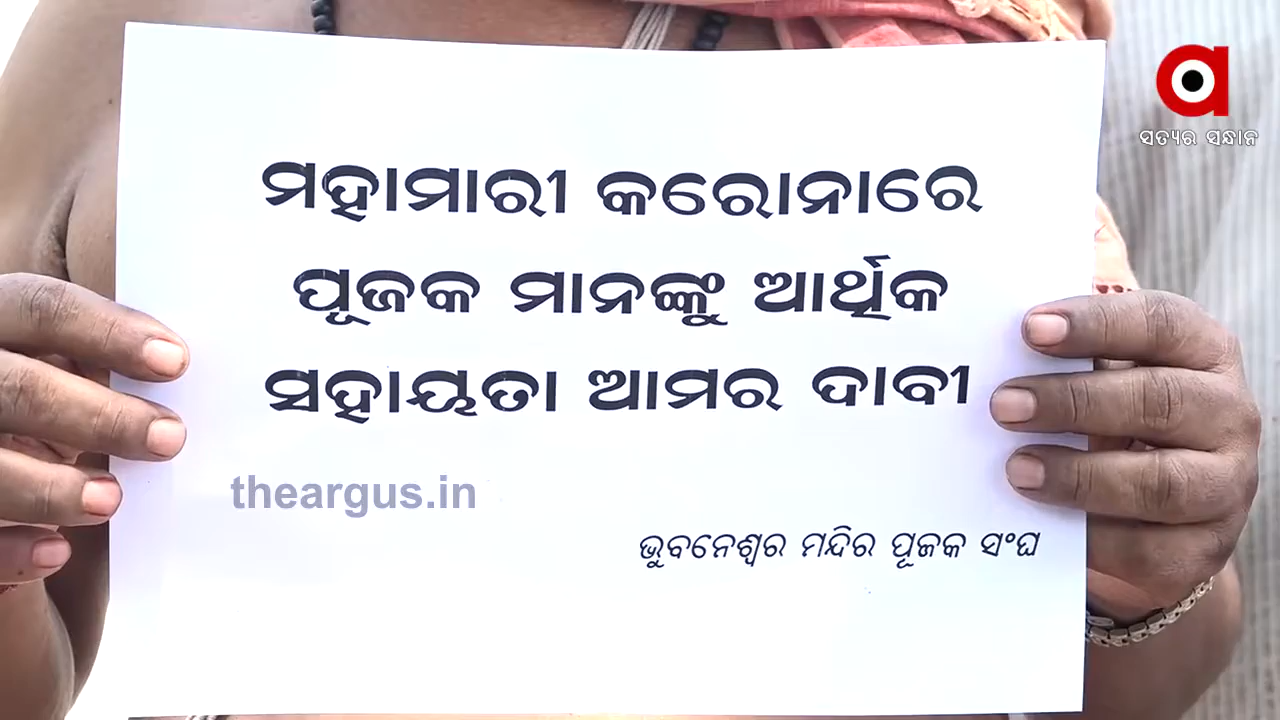 ସତ୍ୟର ସନ୍ଧାନ
ମହାମାରୀ କରୋନାରେ
ପୂଜକ ମାନଙ୍କୁ ଆର୍ଥିକ
ସହାୟତା ଆମର ଦାବୀ
theargus.in
ଭୁବନେଶ୍ୱର ମନ୍ଦିର ପୂଜକ ସଂଘ